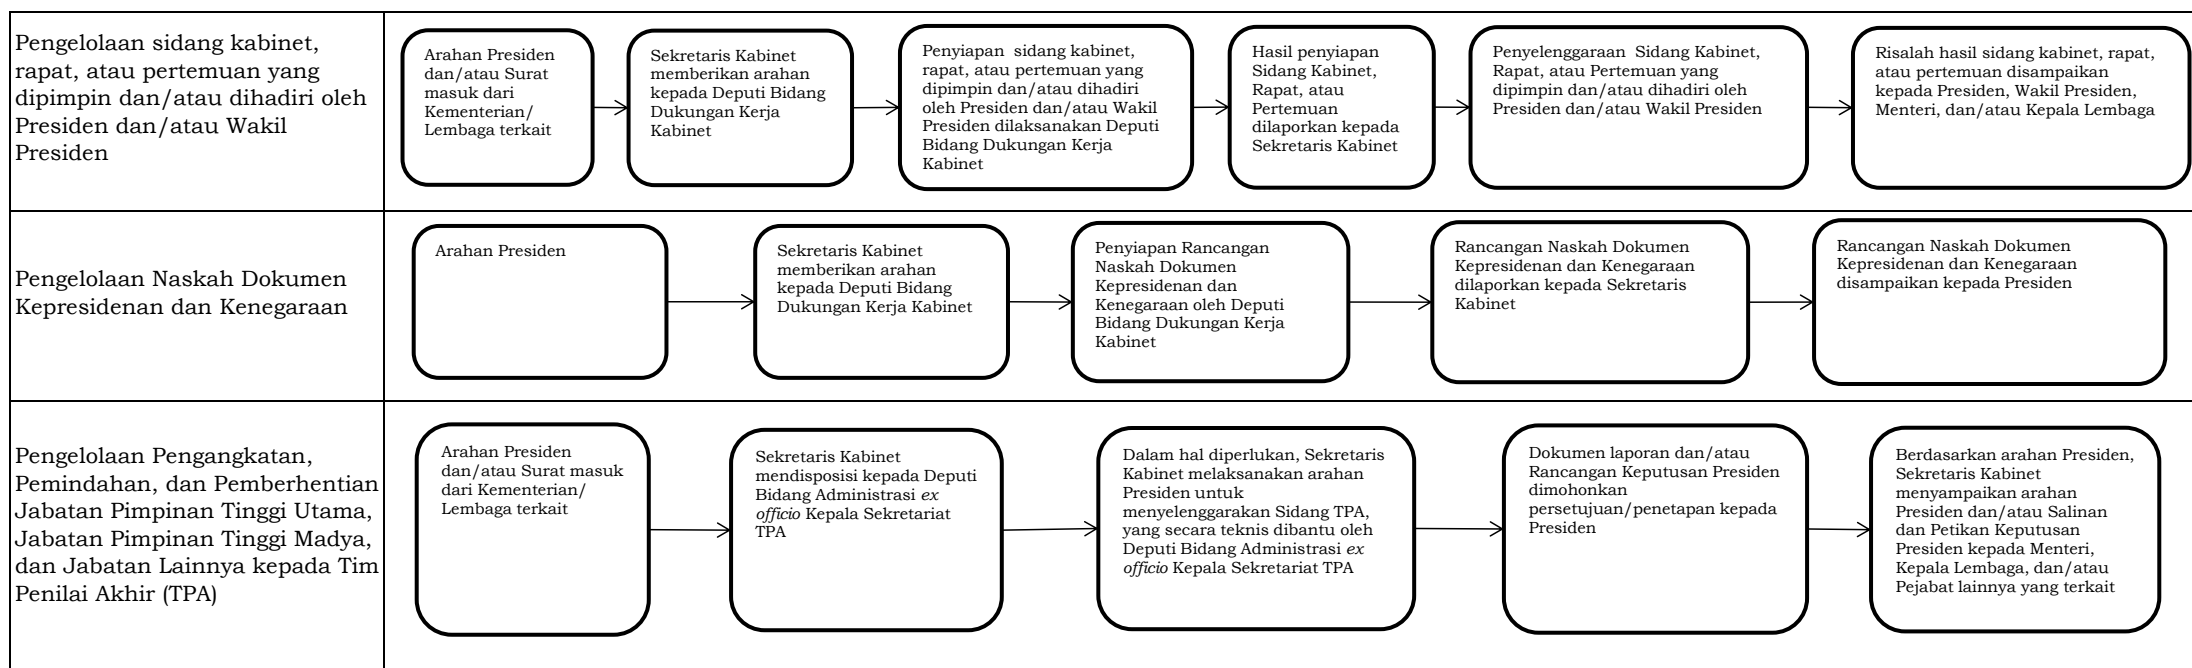 Pengelolaan sidang kabinet,
rapat, atau pertemuan yang
dipimpin dan/atau dihadiri oleh
Presiden dan/atau Wakil
Presiden
Arahan Presiden
dan/atau Surat
masuk dari
Kementerian/
Lembaga terkait
Sekretaris Kabinet
memberikan arahan
kepada Deputi Bidang
Dukungan Kerja
Kabinet
Penyiapan sidang kabinet,
rapat, atau pertemuan yang
dipimpin dan/atau dihadiri
oleh Presiden dan/atau Wakil
Presiden dilaksanakan Deputi
Bidang Dukungan Kerja
Kabinet
Hasil penyiapan
Sidang Kabinet,
Rapat, atau
Pertemuan
dilaporkan kepada
Sekretaris Kabinet
Penyelenggaraan Sidang Kabinet,
Rapat, atau Pertemuan yang
dipimpin dan/atau dihadiri oleh
Presiden dan/atau Wakil Presiden
Risalah hasil sidang kabinet, rapat,
atau pertemuan disampaikan
kepada Presiden, Wakil Presiden,
Menteri, dan/atau Kepala Lembaga
Pengelolaan Naskah Dokumen
Kepresidenan dan Kenegaraan
Arahan Presiden
Sekretaris Kabinet
memberikan arahan
kepada Deputi Bidang
Dukungan Kerja Kabinet
Penyiapan Rancangan
Naskah Dokumen
Kepresidenan dan
Kenegaraan oleh Deputi
Bidang Dukungan Kerja
Kabinet
Rancangan Naskah Dokumen
Kepresidenan dan Kenegaraan
dilaporkan kepada Sekretaris
Kabinet
Rancangan Naskah Dokumen
Kepresidenan dan Kenegaraan
disampaikan kepada Presiden
Pengelolaan Pengangkatan,
Pemindahan, dan Pemberhentian
Jabatan Pimpinan Tinggi Utama,
Jabatan Pimpinan Tinggi Madya,
dan Jabatan Lainnya kepada Tim
Penilai Akhir (TPA)
Arahan Presiden
dan/atau Surat masuk
dari Kementerian/
Lembaga terkait
Sekretaris Kabinet
mendisposisi kepada Deputi
Bidang Administrasi ex
officio Kepala Sekretariat
TPA
Dalam hal diperlukan, Sekretaris
Kabinet melaksanakan arahan
Presiden untuk
menyelenggarakan Sidang TPA,
yang secara teknis dibantu oleh
Deputi Bidang Administrasi ex
officio Kepala Sekretariat TPA
Dokumen laporan dan/atau
Rancangan Keputusan Presiden
dimohonkan
persetujuan/penetapan kepada
Presiden
Berdasarkan arahan Presiden,
Sekretaris Kabinet
menyampaikan arahan
Presiden dan/atau Salinan
dan Petikan Keputusan
Presiden kepada Menteri,
Kepala Lembaga, dan/atau
Pejabat lainnya yang terkait